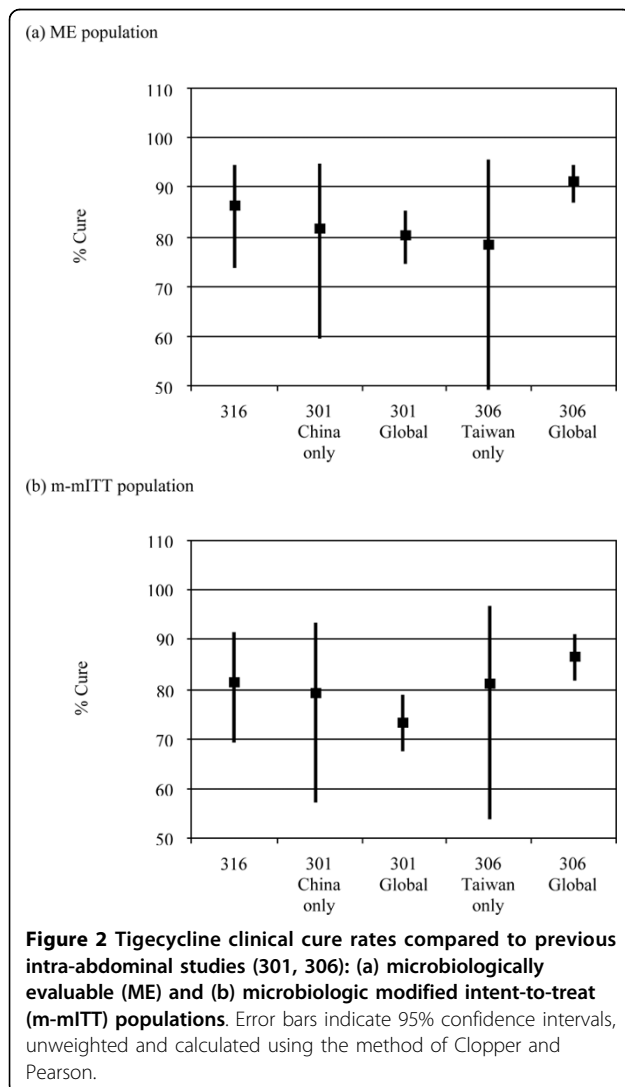 (a) ME population
110
100
90
80
70
60
50
% Cure
316
301
China
only
301
Global
306
Taiwan
only
306
Global
(b) m-mITT population
110
100
90
80
70
60
50
% Cure
316
301
China
only
301
Global
306
Taiwan
only
306
Global
Figure 2 Tigecycline clinical cure rates compared to previous
intra-abdominal studies (301, 306): (a) microbiologically
evaluable (ME) and (b) microbiologic modified intent-to-treat
(m-mITT) populations. Error bars indicate 95% confidence intervals,
unweighted and calculated using the method of Clopper and
Pearson.